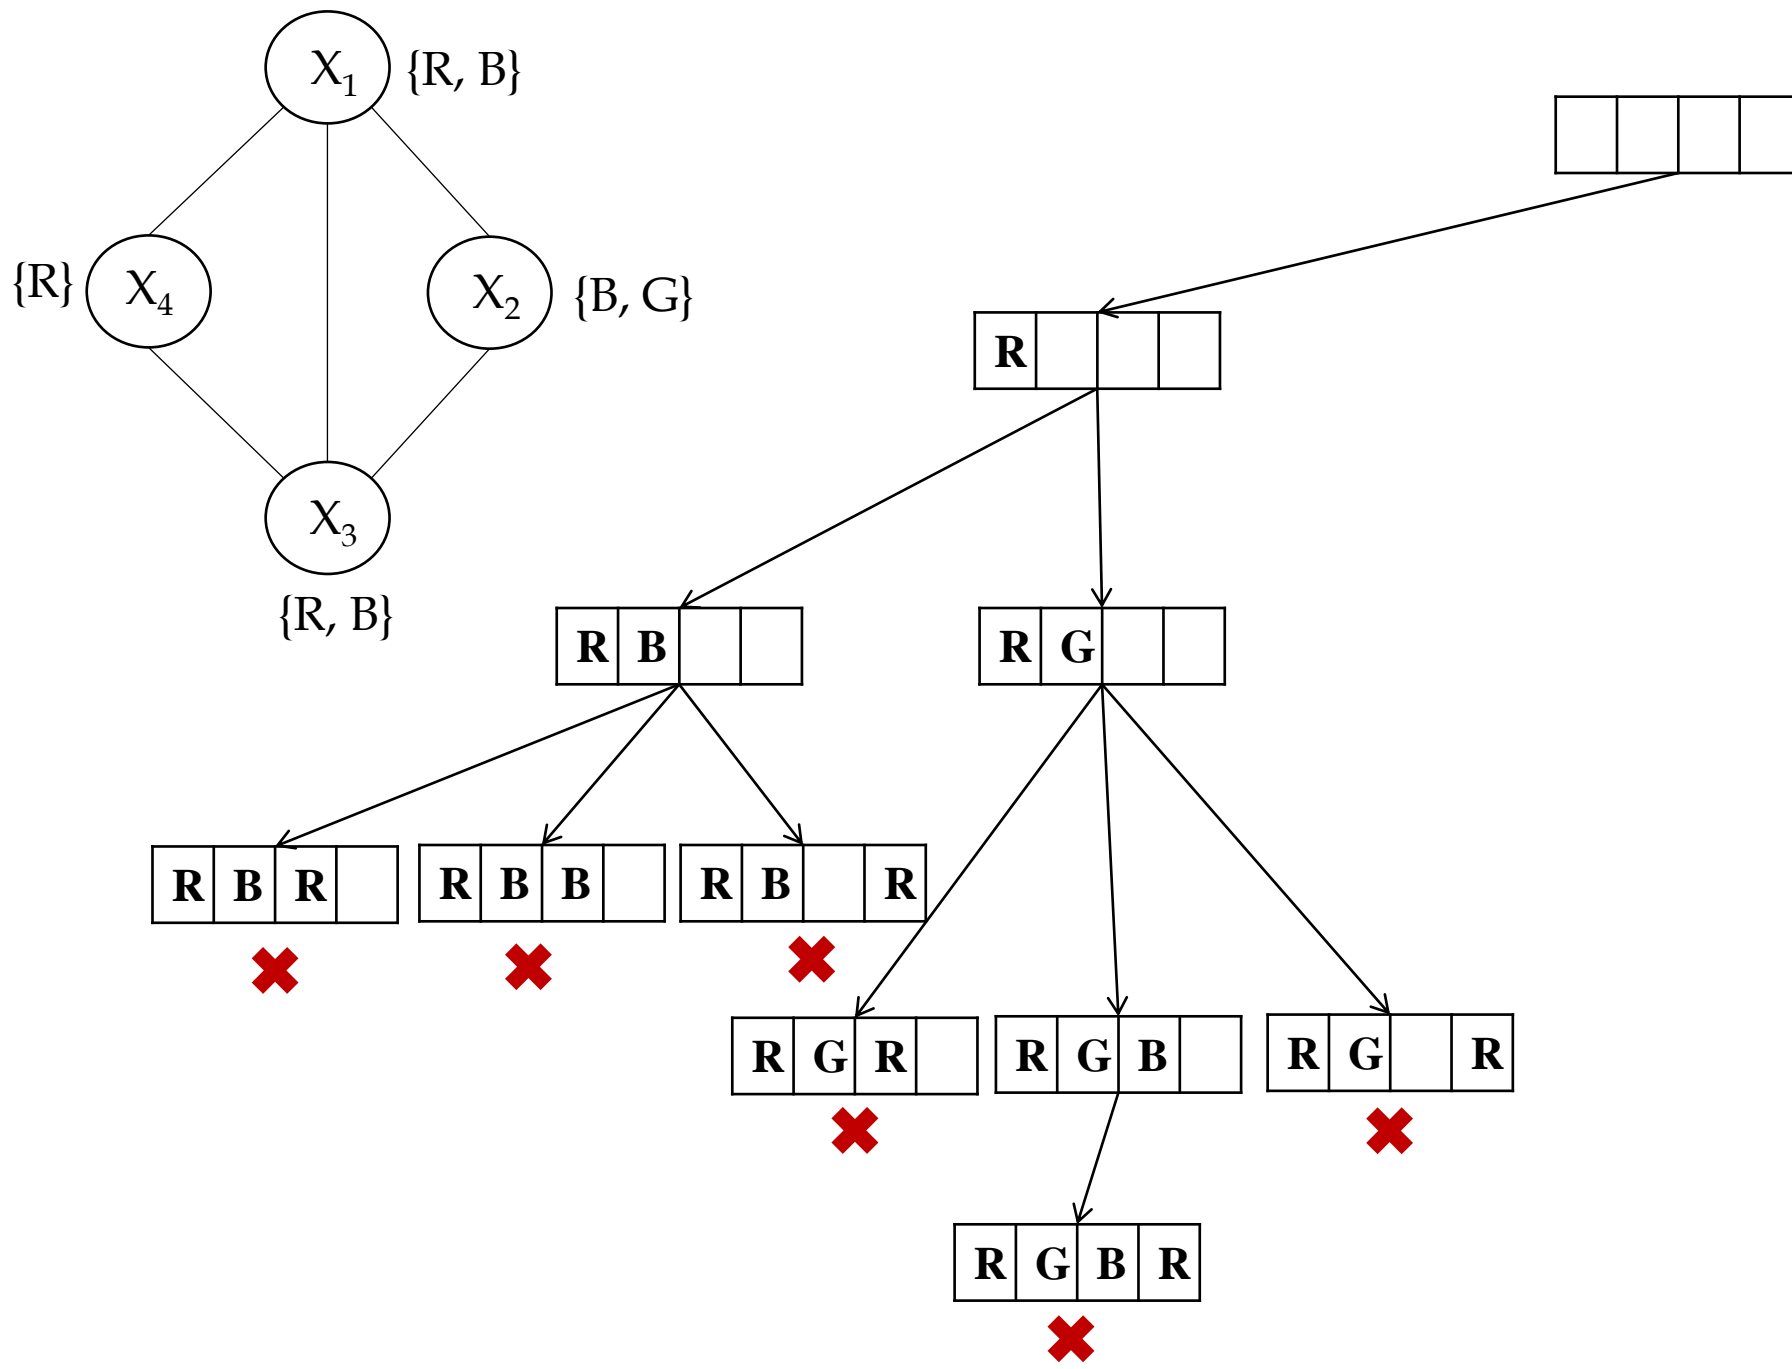 X₁ {R, B}
{R} X₄ X₂ {B, G}
X₃
{R, B}
R
R B
R G
R B R
R B B
R B R
R G R
R G B
R G R
R G B R